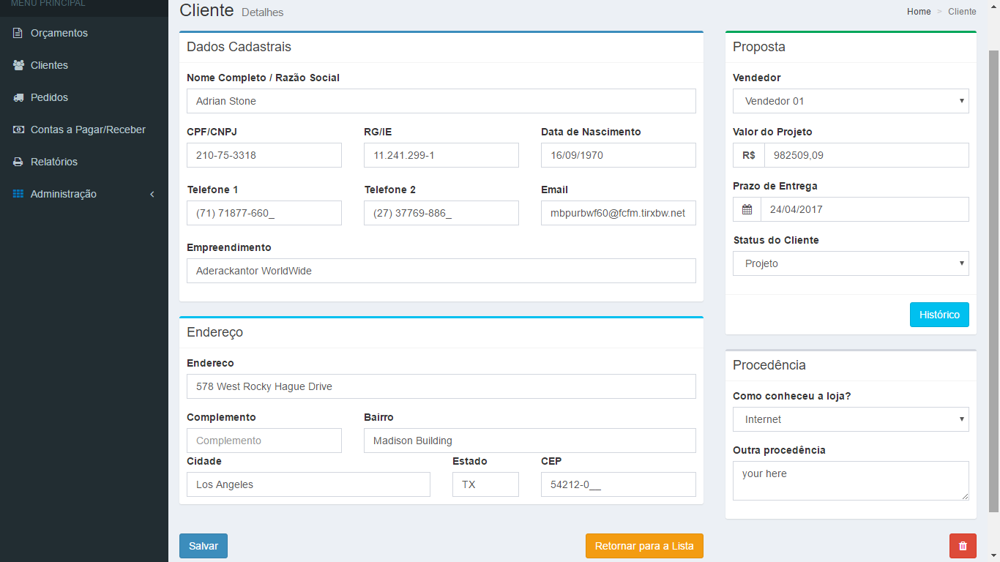 MENU PRINCIPAL
Orçamentos
Clientes
Pedidos
Contas a Pagar/Receber
Relatórios
Administração
Cliente Detalhes
Home > Cliente
Dados Cadastrais
Nome Completo / Razão Social
Adrian Stone
CPF/CNPJ RG/IE Data de Nascimento
210-75-3318 11.241.299-1 16/09/1970
Telefone 1 Telefone 2 Email
(71) 71877-660_ (27) 37769-886_ mbpurbwf60@fcfm.tirxbw.net
Empreendimento
Aderackantor WorldWide
Endereço
Endereco
578 West Rocky Hague Drive
Complemento Bairro
Complemento Madison Building
Cidade Estado CEP
Los Angeles TX 54212-0__
Salvar
Retornar para a Lista
Proposta
Vendedor
Vendedor 01
Valor do Projeto
R$ 982509,09
Prazo de Entrega
24/04/2017
Status do Cliente
Projeto
Histórico
Procedência
Como conheceu a loja?
Internet
Outra procedência
your here